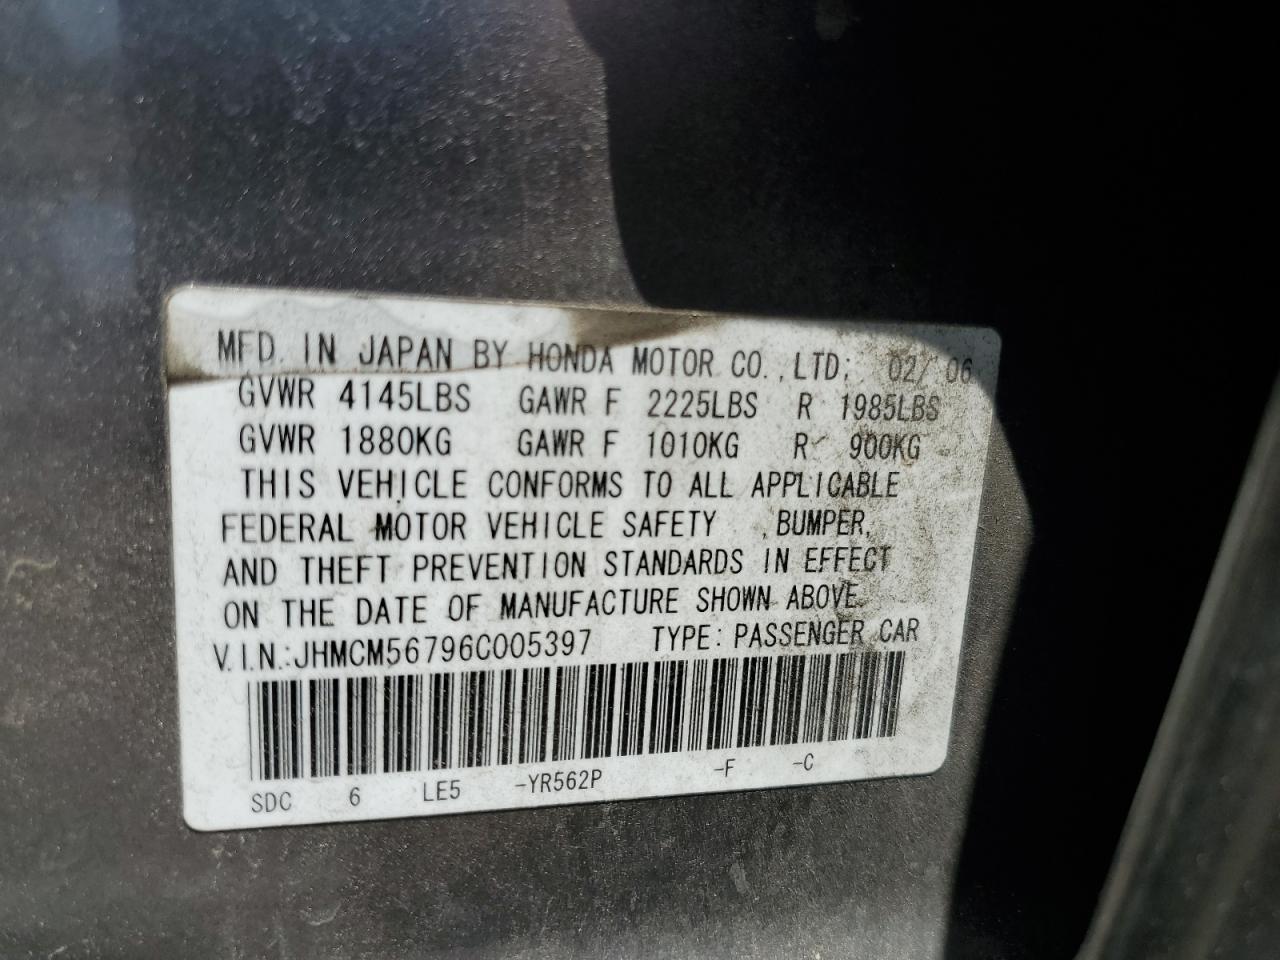 MFD. IN JAPAN BY HONDA MOTOR CO.,LTD; 02/ 06
GVWR 4145LBS GAWR F 2225LBS R 1985LBS
GVWR 1880KG GAWR F 1010KG R 900KG
THIS VEHICLE CONFORMS TO ALL APPLICABLE
FEDERAL MOTOR VEHICLE SAFETY ,BUMPER,
AND THEFT PREVENTION STANDARDS IN EFFECT
ON THE DATE OF MANUFACTURE SHOWN ABOVE.
V.I.N.:JHMCM56796C005397 TYPE:PASSENGER CAR
SDC 6 LE5 -YR562P -F -C